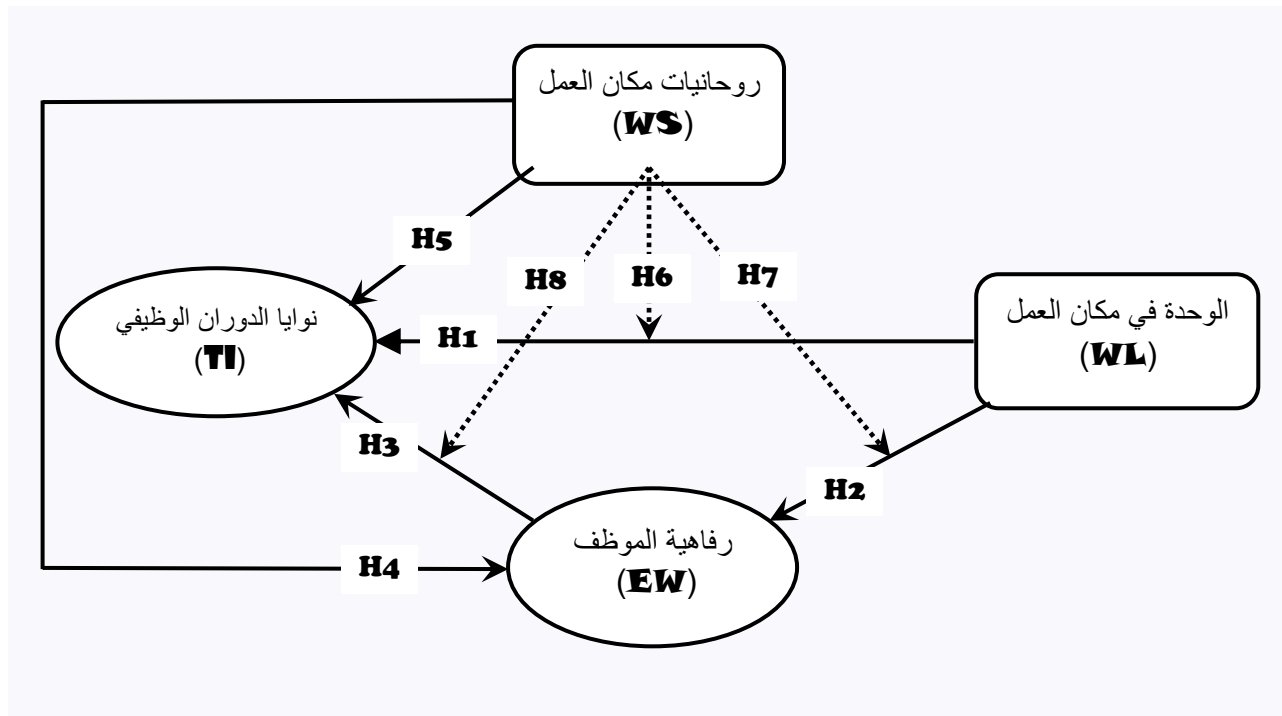 روحانيات مكان العمل
(WS)
H5
H8
H6
H7
نوايا الدوران الوظيفي
(TI)
H1
الوحدة في مكان العمل
(WL)
H3
H2
رفاهية الموظف
(EW)
H4